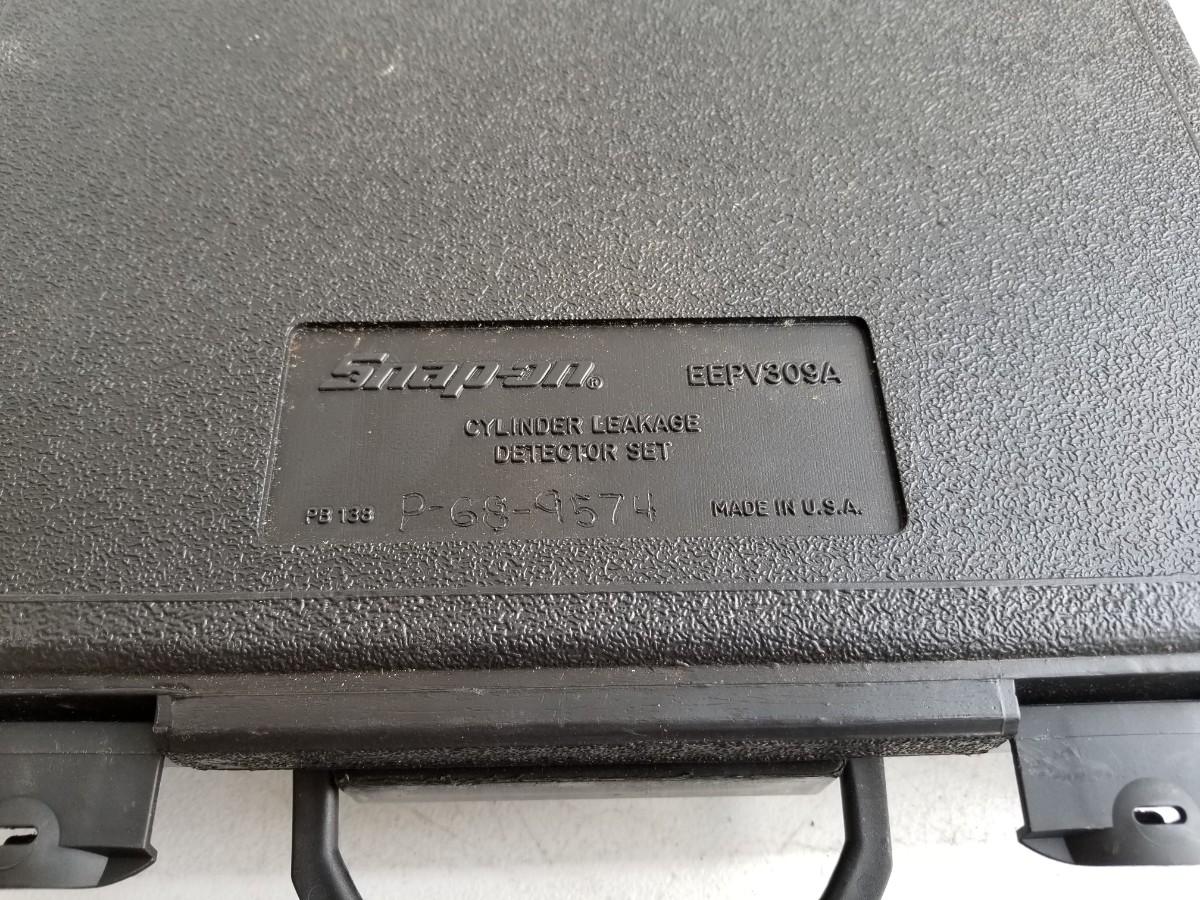 Snap-on® EEPV309A
CYLINDER LEAKAGE
DETECTOR SET
PB 138 P-68-9574 MADE IN U.S.A.